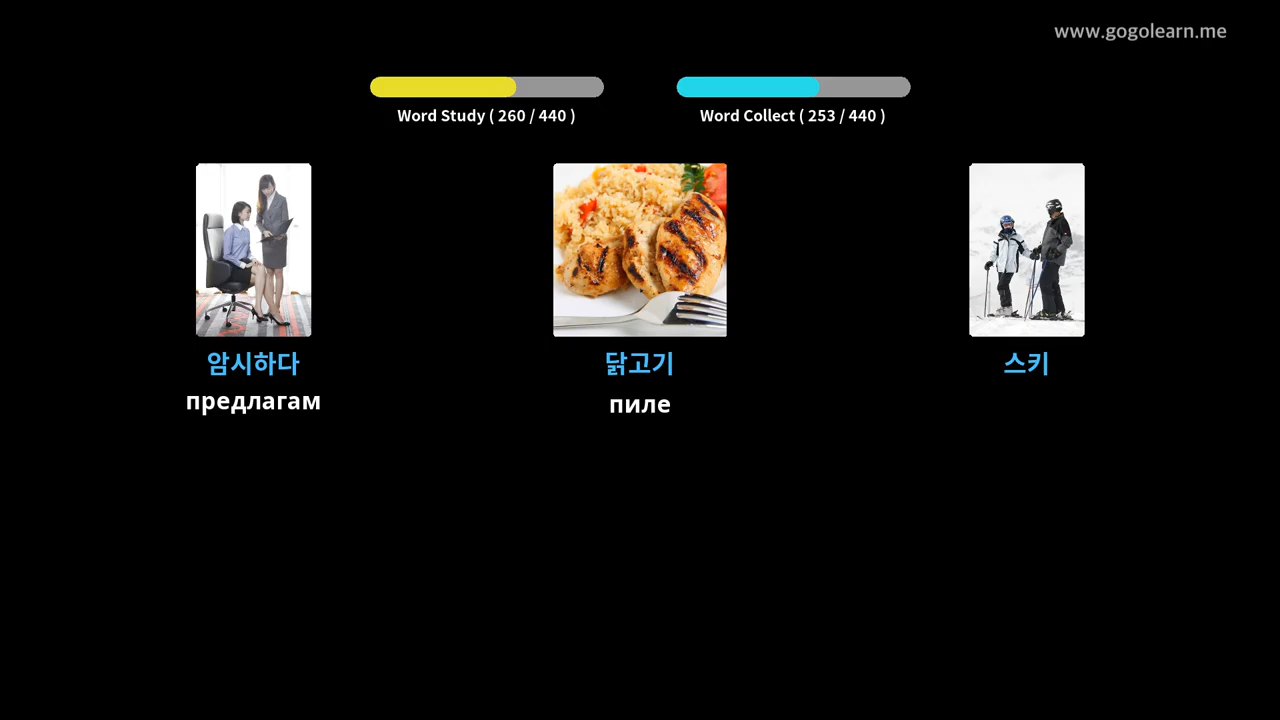 www.gogolearn.me
Word Study ( 260 / 440 )
Word Collect ( 253 / 440 )
암시하다
닭고기
스키
предлагам
пиле